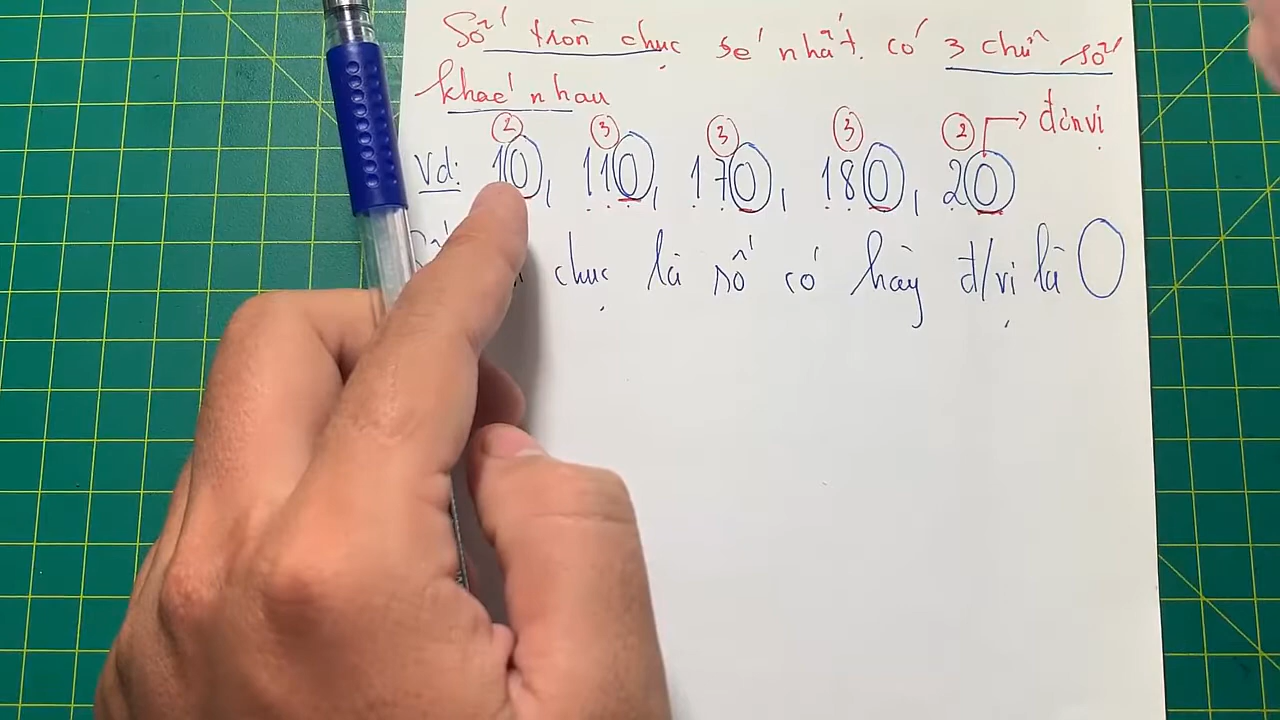 Số tròn chục bé nhất có 3 chữ số
khác nhau
2 3 3 3 2 đơn vị
Vd: 10, 110, 170, 180, 20
chục là số có hàng đ/vị là 0